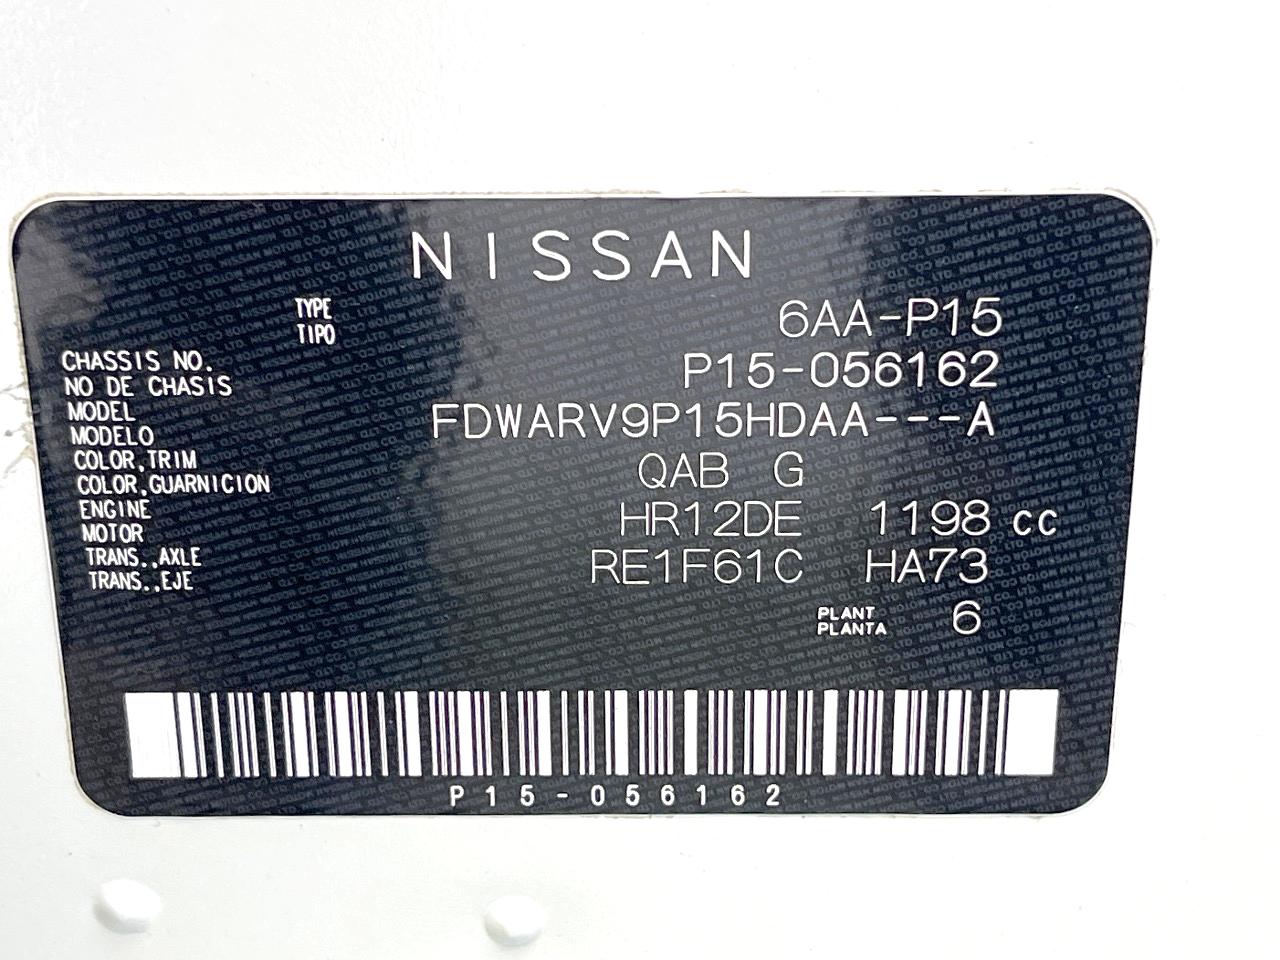 NISSAN
TYPE 6AA-P15
TIPO
CHASSIS NO. P15-056162
NO DE CHASIS
MODEL FDWARV9P15HDAA---A
MODELO
COLOR,TRIM QAB G
COLOR,GUARNICION
ENGINE HR12DE 1198 cc
MOTOR
TRANS.,AXLE RE1F61C HA73
TRANS.,EJE
PLANT 6
PLANTA
P15-056162